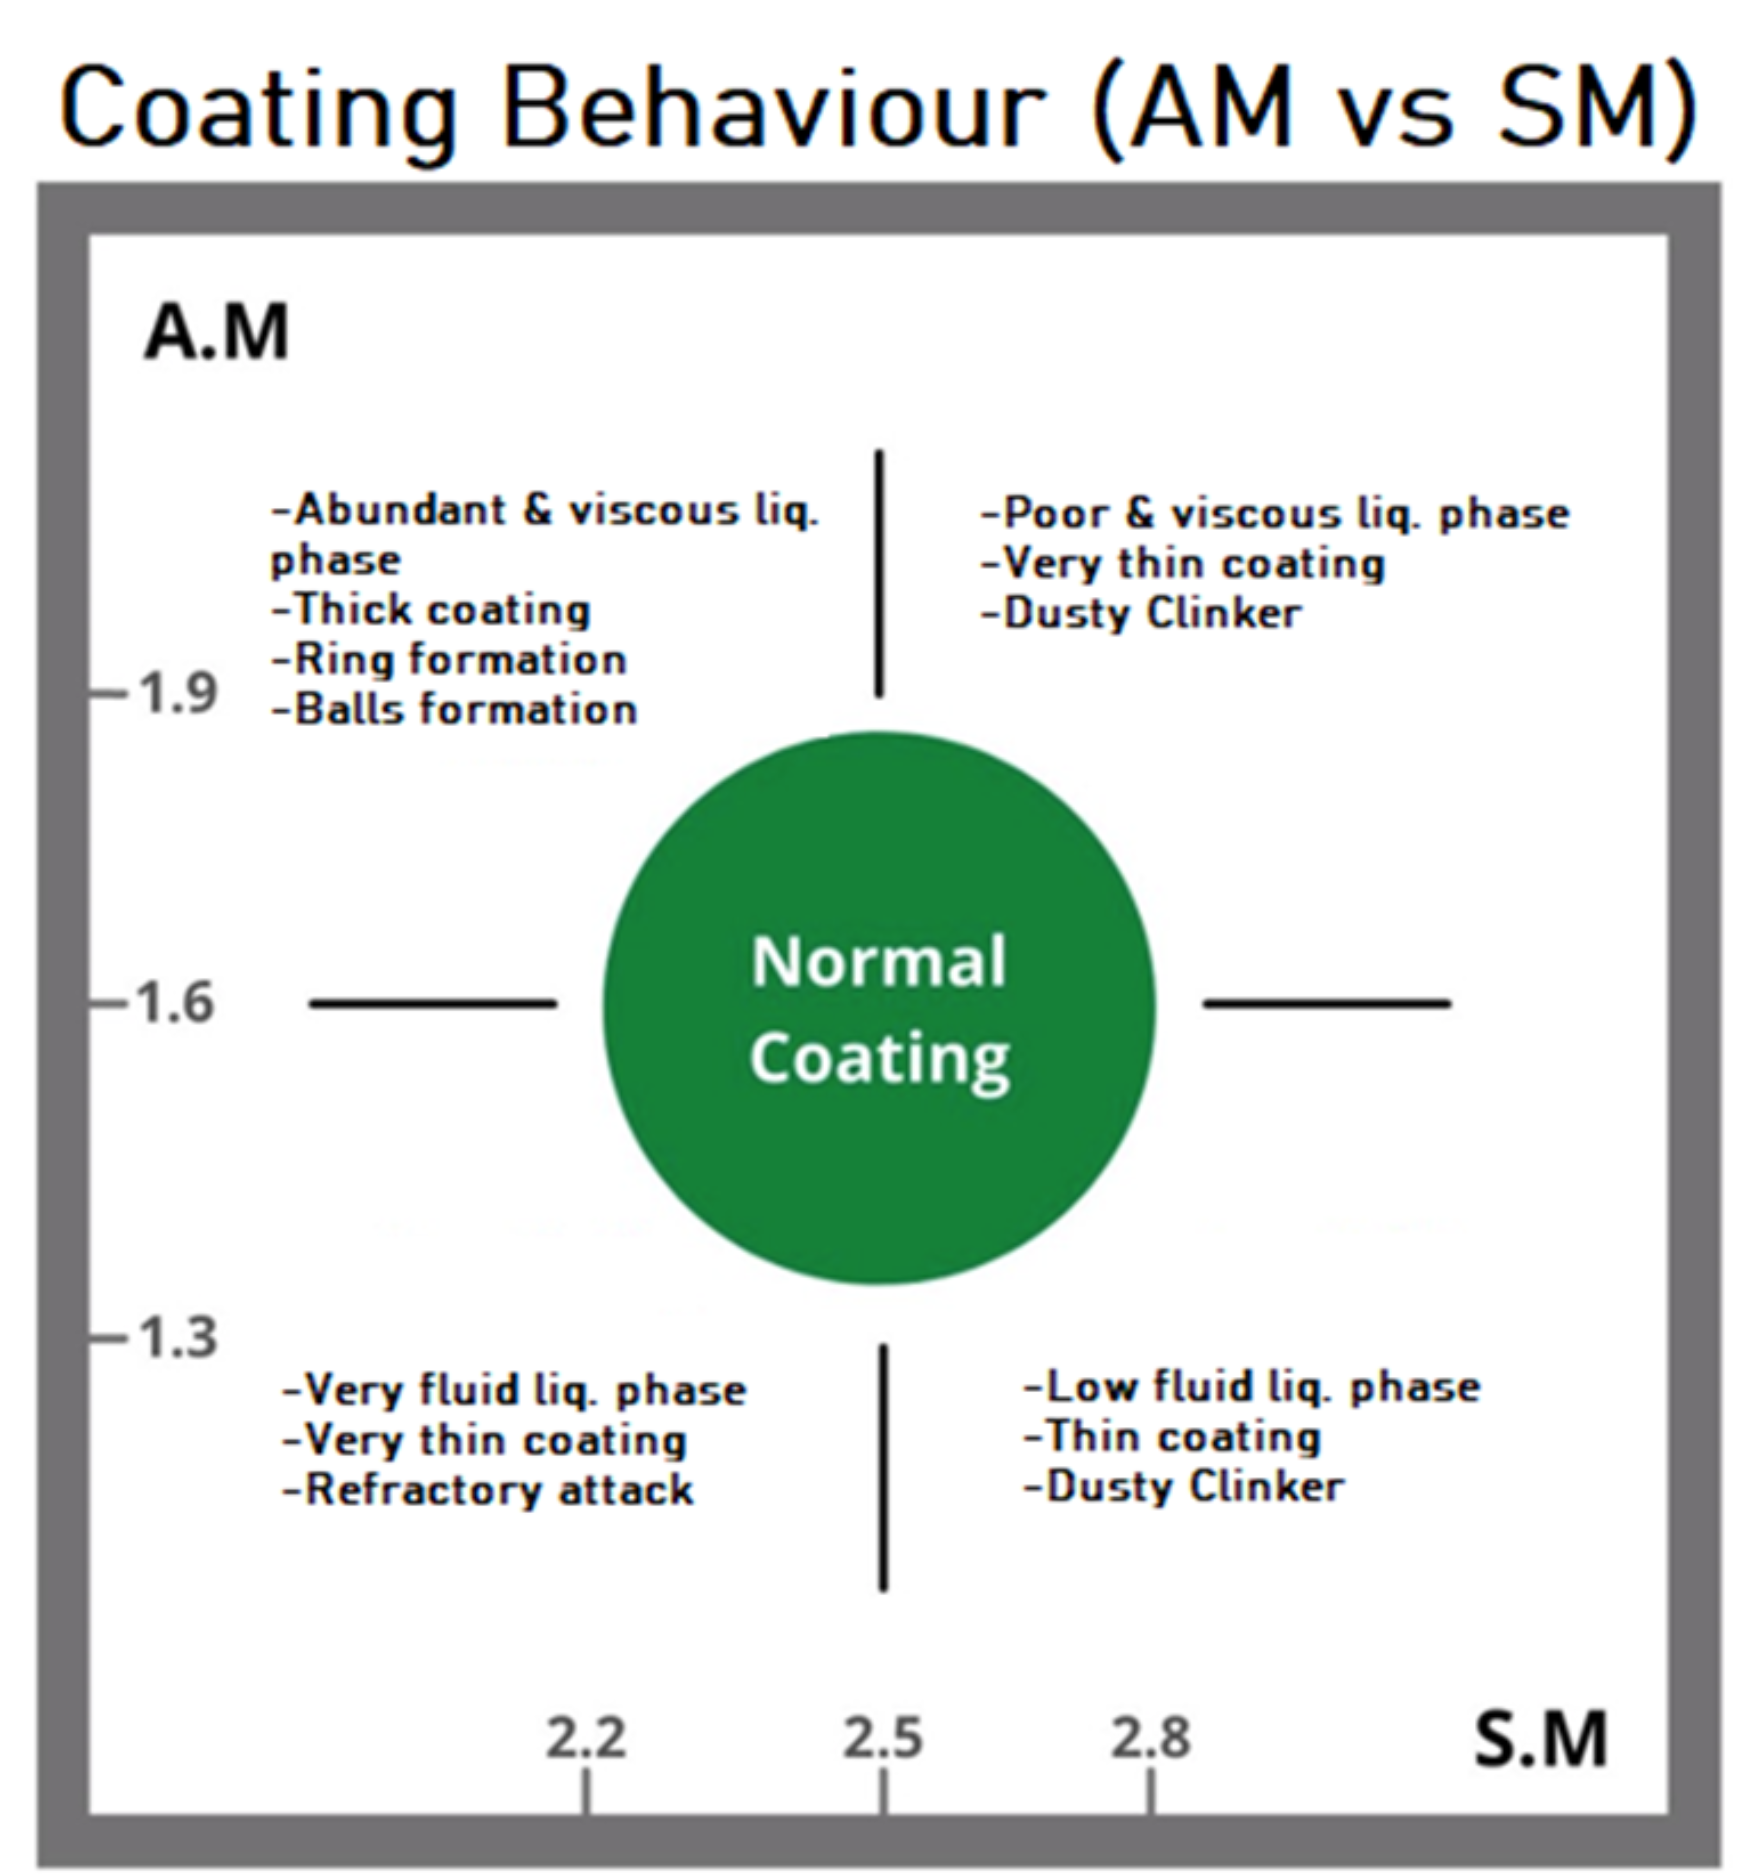 Coating Behaviour (AM vs SM)
A.M
-Abundant & viscous liq.
phase
-Thick coating
-Ring formation
-Balls formation
-Poor & viscous liq. phase
-Very thin coating
-Dusty Clinker
1.9
Normal
Coating
1.6
1.3
-Very fluid liq. phase
-Very thin coating
-Refractory attack
-Low fluid liq. phase
-Thin coating
-Dusty Clinker
2.2
2.5
2.8
S.M